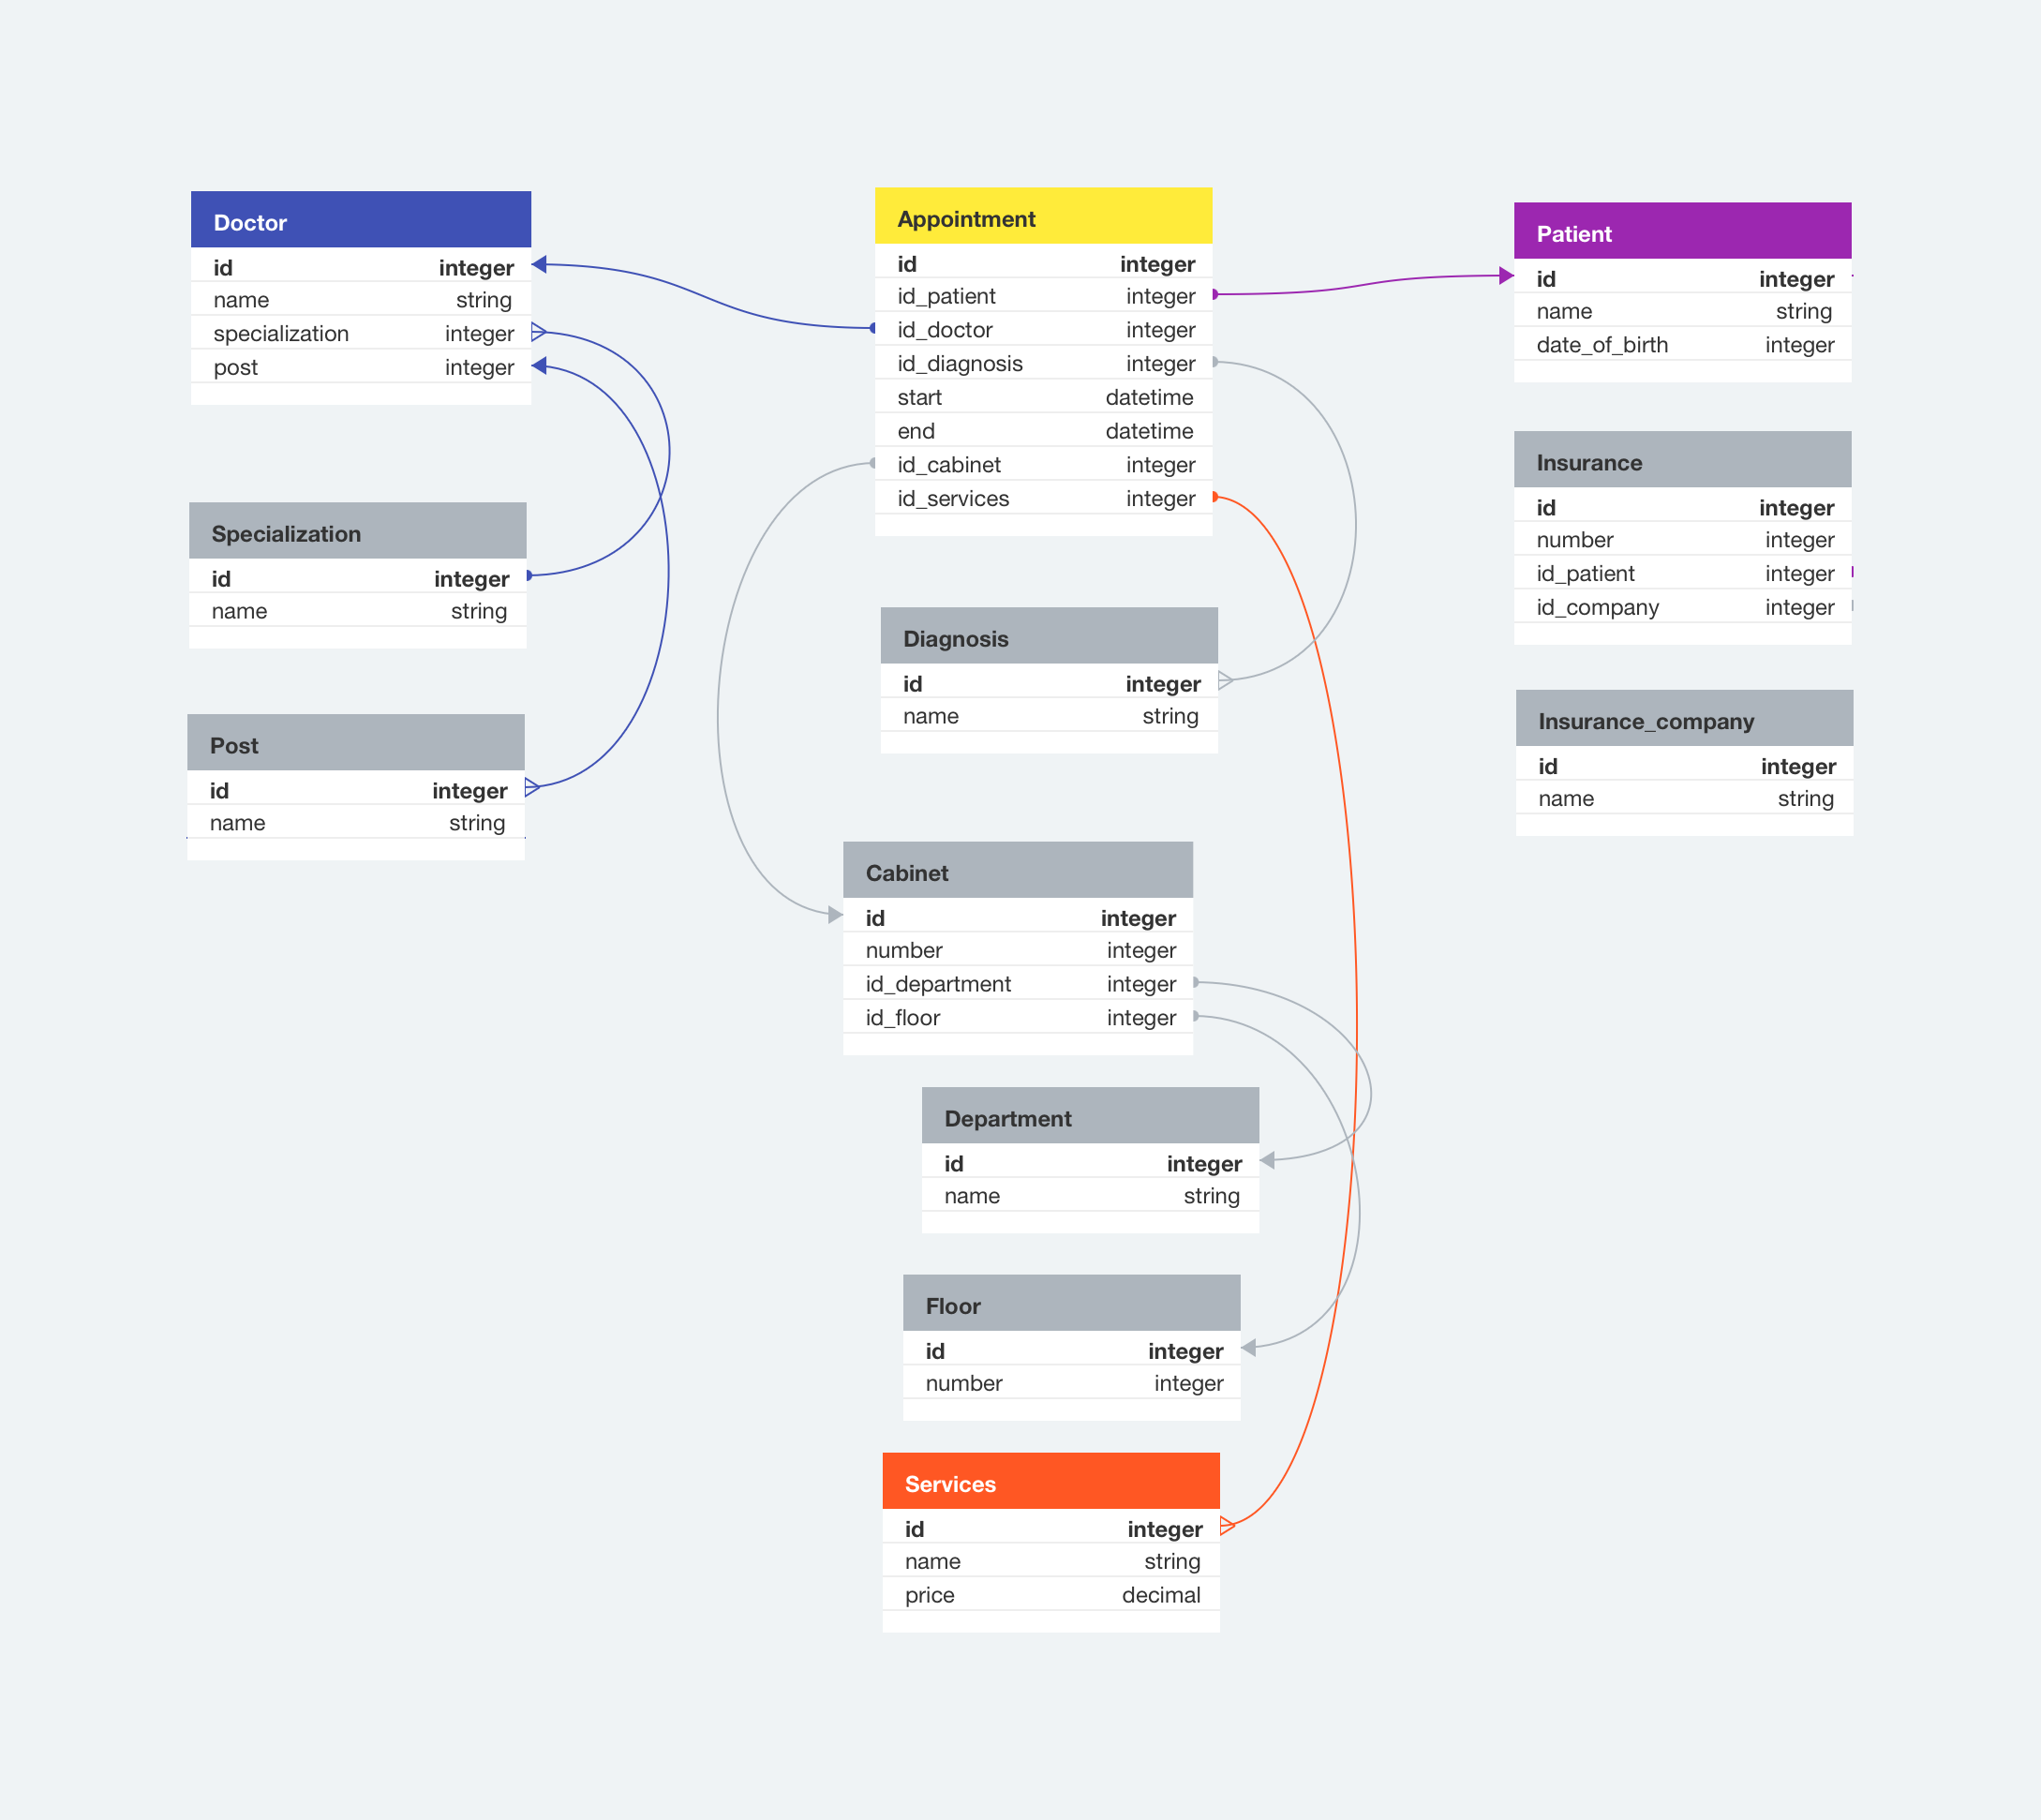 Doctor
id integer
name string
specialization integer
post integer
Specialization
id integer
name string
Post
id integer
name string
Appointment
id integer
id_patient integer
id_doctor integer
id_diagnosis integer
start datetime
end datetime
id_cabinet integer
id_services integer
Diagnosis
id integer
name string
Cabinet
id integer
number integer
id_department integer
id_floor integer
Department
id integer
name string
Floor
id integer
number integer
Services
id integer
name string
price decimal
Patient
id integer
name string
date_of_birth integer
Insurance
id integer
number integer
id_patient integer
id_company integer
Insurance_company
id integer
name string